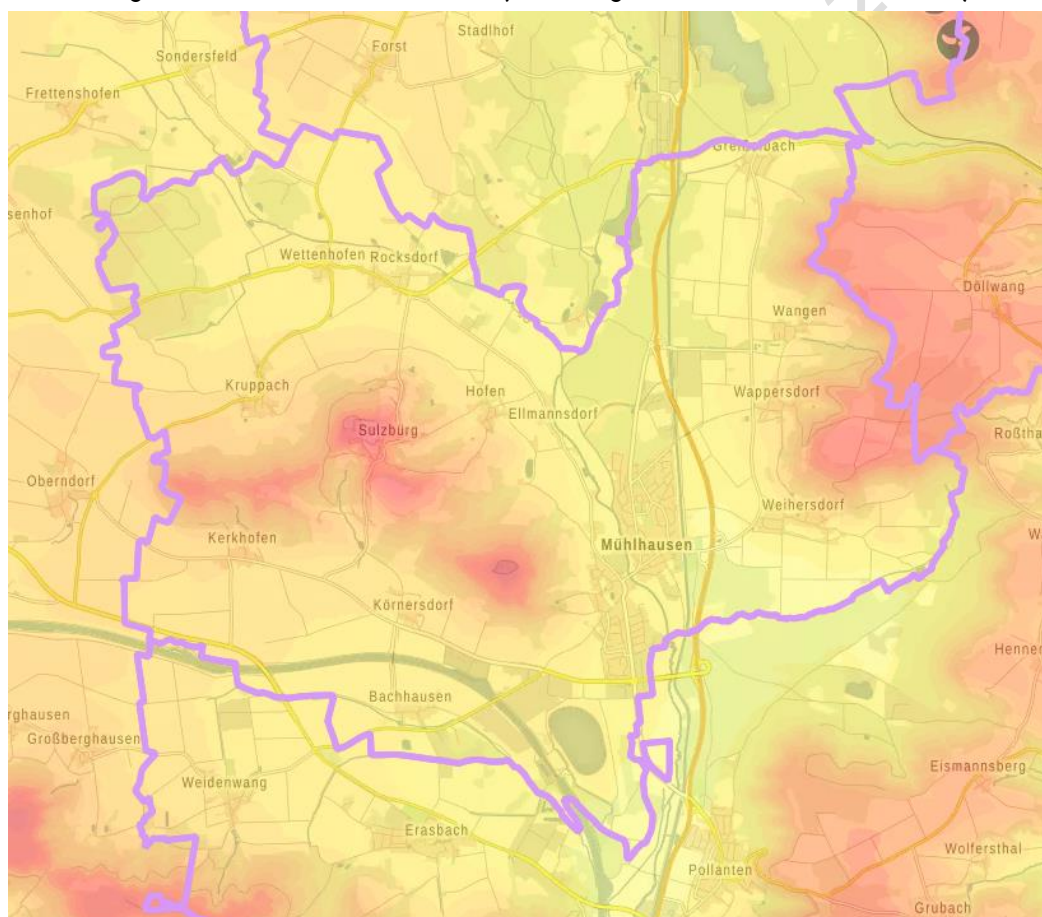 Stadlhof
Forst
Sondersfeld
Frettenshofen
senhof
Wettenhofen
Rocksdorf
Döllwang
Wangen
Kruppach
Hofen
Wappersdorf
Ellmannsdorf
Sulzbürg
Roßtha
Oberndorf
Weihersdorf
Kerkhofen
Mühlhausen
Körnersdorf
Henne
Bachhausen
rghausen
Großberghausen
Eismannsberg
Weidenwang
Erasbach
Wolfersthal
Pollanten
Grubach